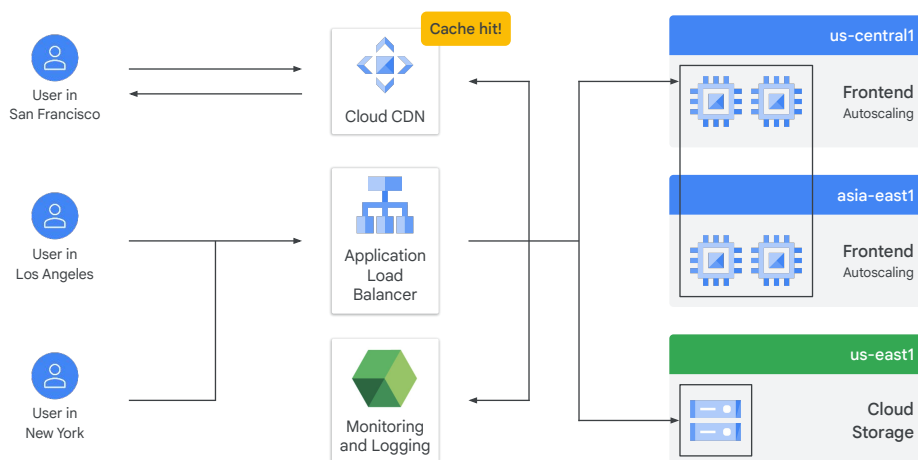 Cache hit!
us-central1
User in
San Francisco
Cloud CDN
Frontend
Autoscaling
User in
Los Angeles
Application
Load
Balancer
asia-east1
Frontend
Autoscaling
User in
New York
Monitoring
and Logging
us-east1
Cloud
Storage